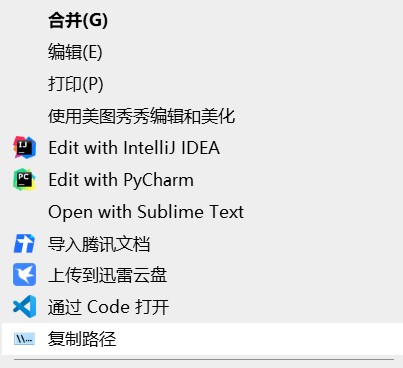 合并(G)
编辑(E)
打印(P)
使用美图秀秀编辑和美化
Edit with IntelliJ IDEA
Edit with PyCharm
Open with Sublime Text
导入腾讯文档
上传到迅雷云盘
通过 Code 打开
复制路径